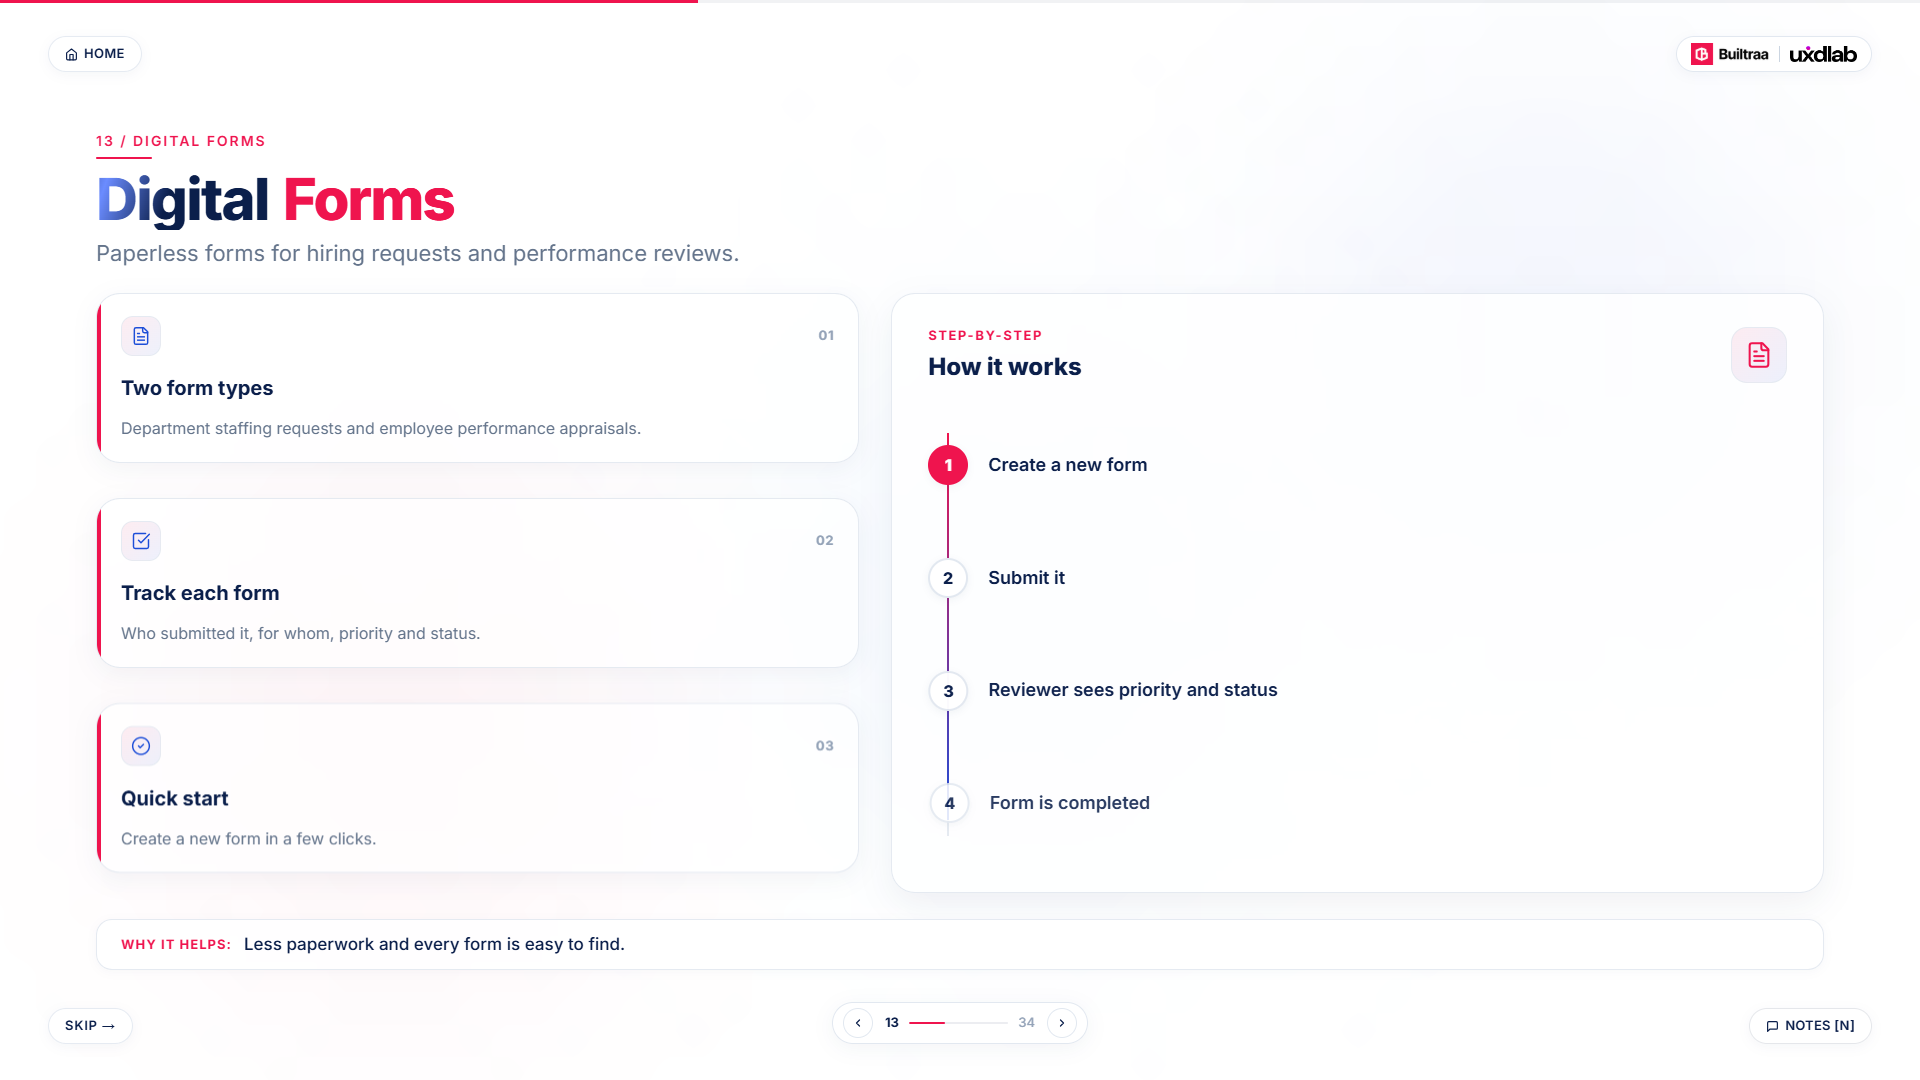 HOME
Builtraa
uxdlab
13 / DIGITAL FORMS
Digital Forms
Paperless forms for hiring requests and performance reviews.
01
Two form types
Department staffing requests and employee performance appraisals.
02
Track each form
Who submitted it, for whom, priority and status.
03
Quick start
Create a new form in a few clicks.
STEP-BY-STEP
How it works
1 Create a new form
2 Submit it
3 Reviewer sees priority and status
4 Form is completed
WHY IT HELPS: Less paperwork and every form is easy to find.
SKIP →
13 34
NOTES [N]